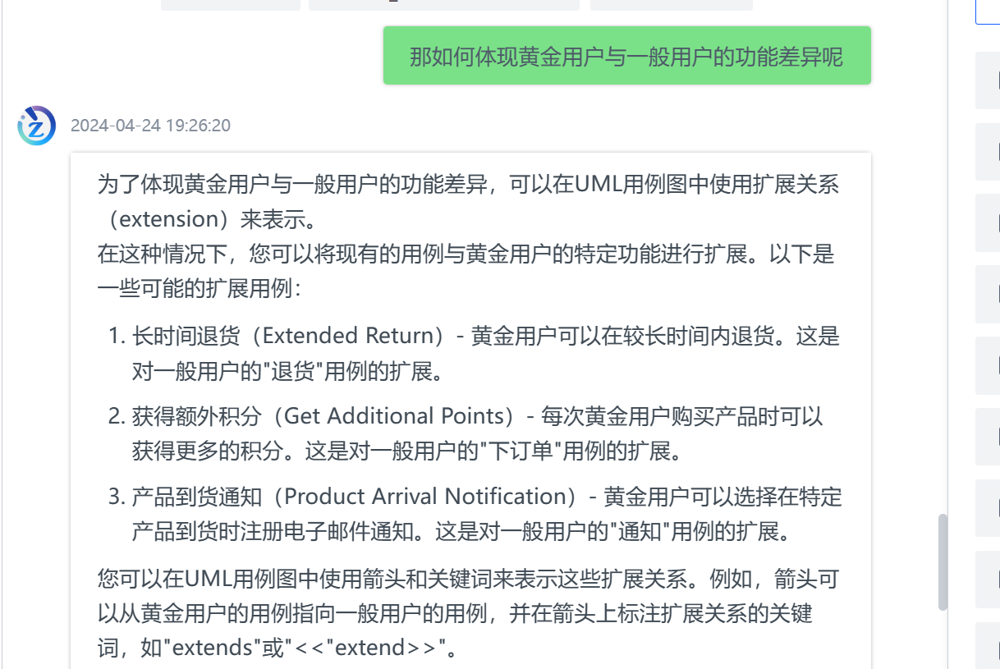 那如何体现黄金用户与一般用户的功能差异呢
2024-04-24 19:26:20
为了体现黄金用户与一般用户的功能差异，可以在UML用例图中使用扩展关系
（extension）来表示。
在这种情况下，您可以将现有的用例与黄金用户的特定功能进行扩展。以下是
一些可能的扩展用例：
1. 长时间退货（Extended Return）- 黄金用户可以在较长时间内退货。这是
对一般用户的"退货"用例的扩展。
2. 获得额外积分（Get Additional Points）- 每次黄金用户购买产品时可以
获得更多的积分。这是对一般用户的"下订单"用例的扩展。
3. 产品到货通知（Product Arrival Notification）- 黄金用户可以选择在特定
产品到货时注册电子邮件通知。这是对一般用户的"通知"用例的扩展。
您可以在UML用例图中使用箭头和关键词来表示这些扩展关系。例如，箭头可
以从黄金用户的用例指向一般用户的用例，并在箭头上标注扩展关系的关键
词，如"extends"或"<<"extend>>"。